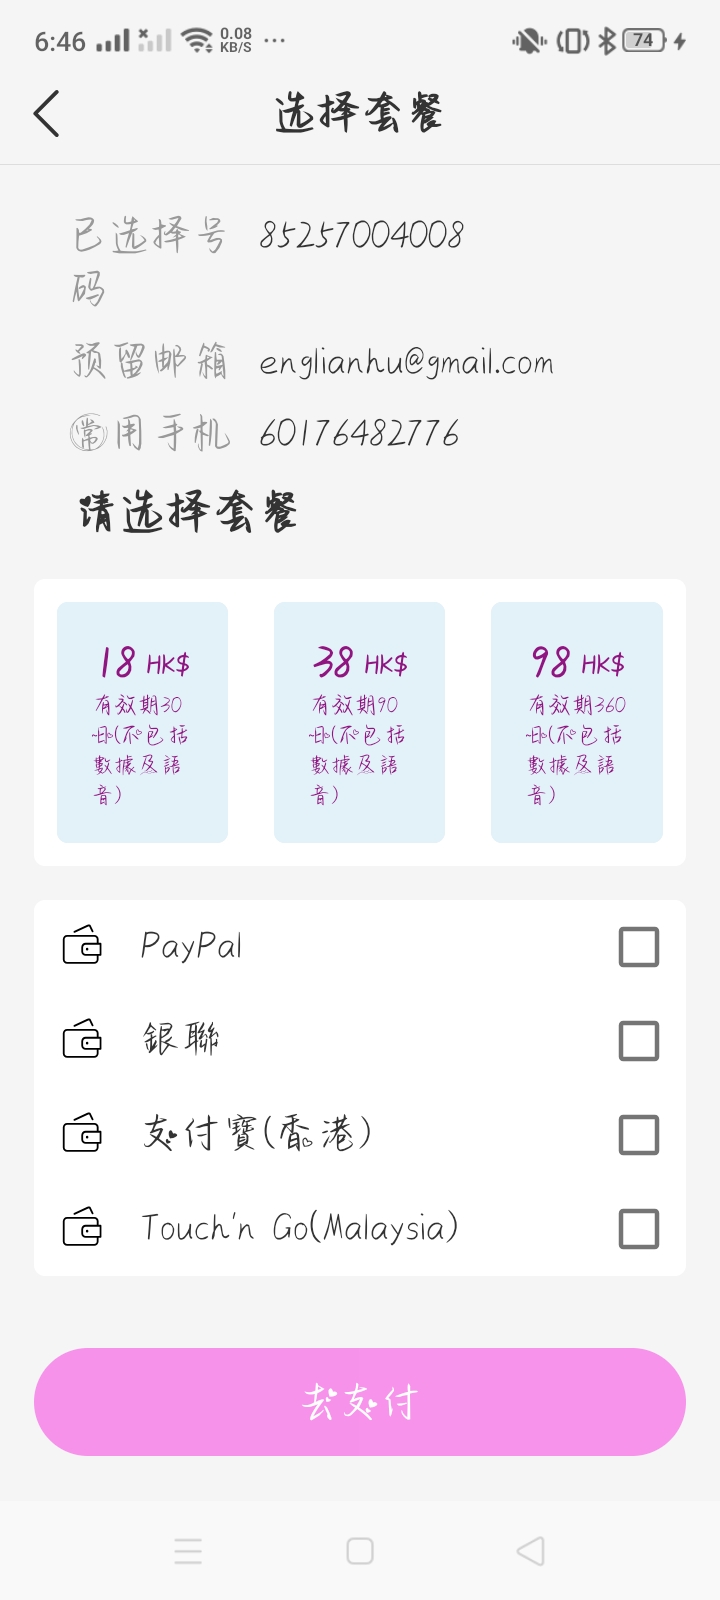 6:46 0.08 KB/S ... 74
选择套餐
已选择号码 85257004008
预留邮箱 englianhu@gmail.com
常用手机 60176482776
请选择套餐
18 HK$
有效期30
日(不包括
數據及語
音)
38 HK$
有效期90
日(不包括
數據及語
音)
98 HK$
有效期360
日(不包括
數據及語
音)
PayPal
銀聯
支付寶(香港)
Touch'n Go(Malaysia)
去支付